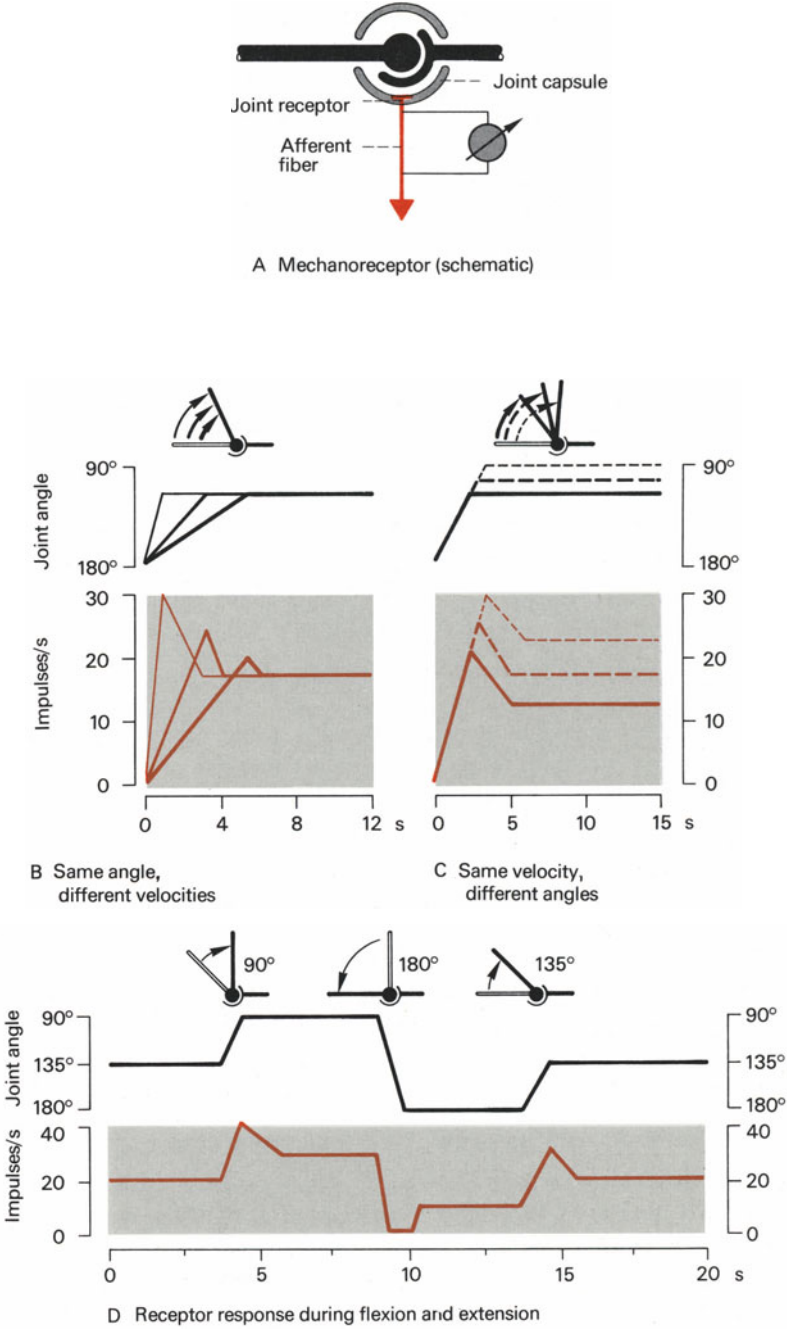 Joint capsule
Joint receptor
Afferent
fiber
A Mechanoreceptor (schematic)
90°
Joint angle
180°
90°
180°
30
20
10
0
Impulses/s
30
20
10
0
0 4 8 12 s
0 5 10 15 s
B Same angle,
different velocities
C Same velocity,
different angles
90°
180°
135°
90°
135°
180°
Joint angle
90°
135°
180°
40
20
0
Impulses/s
40
20
0
0 5 10 15 20 s
D Receptor response during flexion and extension